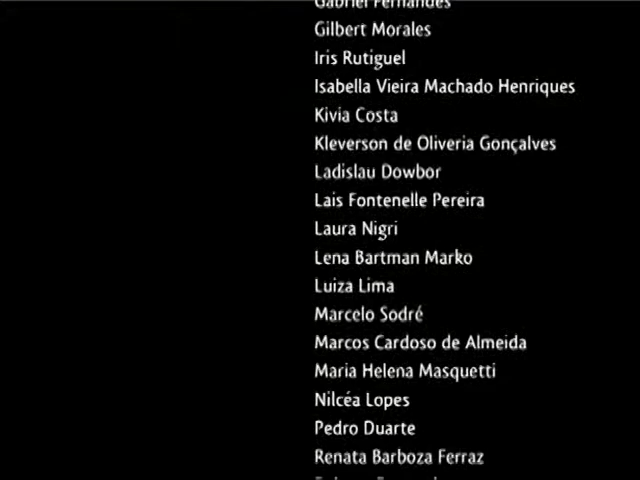 Gabriel Fernandes
Gilbert Morales
Iris Rutiguel
Isabella Vieira Machado Henriques
Kivia Costa
Kleverson de Oliveria Gonçalves
Ladislau Dowbor
Lais Fontenelle Pereira
Laura Nigri
Lena Bartman Marko
Luiza Lima
Marcelo Sodré
Marcos Cardoso de Almeida
Maria Helena Masquetti
Nilcéa Lopes
Pedro Duarte
Renata Barboza Ferraz